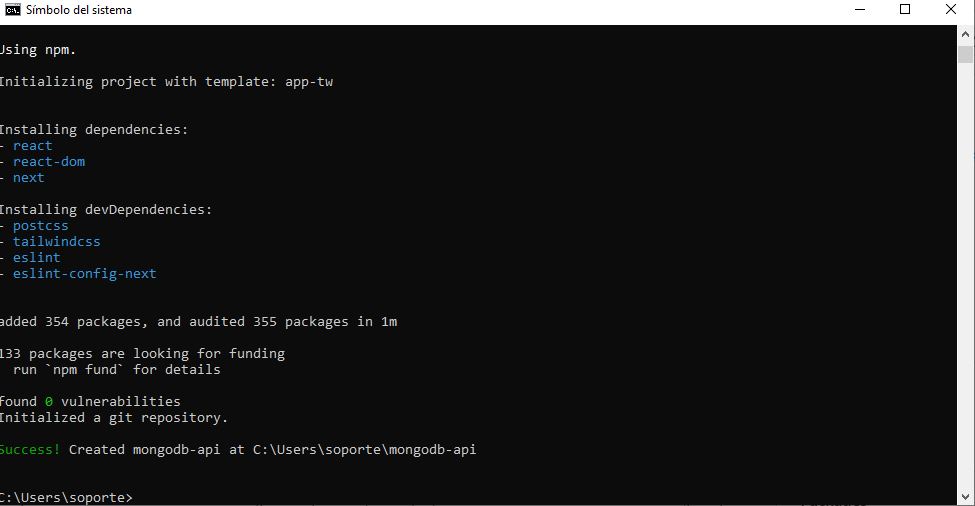 Símbolo del sistema
Using npm.
Initializing project with template: app-tw
Installing dependencies:
- react
- react-dom
- next
Installing devDependencies:
- postcss
- tailwindcss
- eslint
- eslint-config-next
added 354 packages, and audited 355 packages in 1m
133 packages are looking for funding
  run `npm fund` for details
found 0 vulnerabilities
Initialized a git repository.
Success! Created mongodb-api at C:\Users\soporte\mongodb-api
C:\Users\soporte>